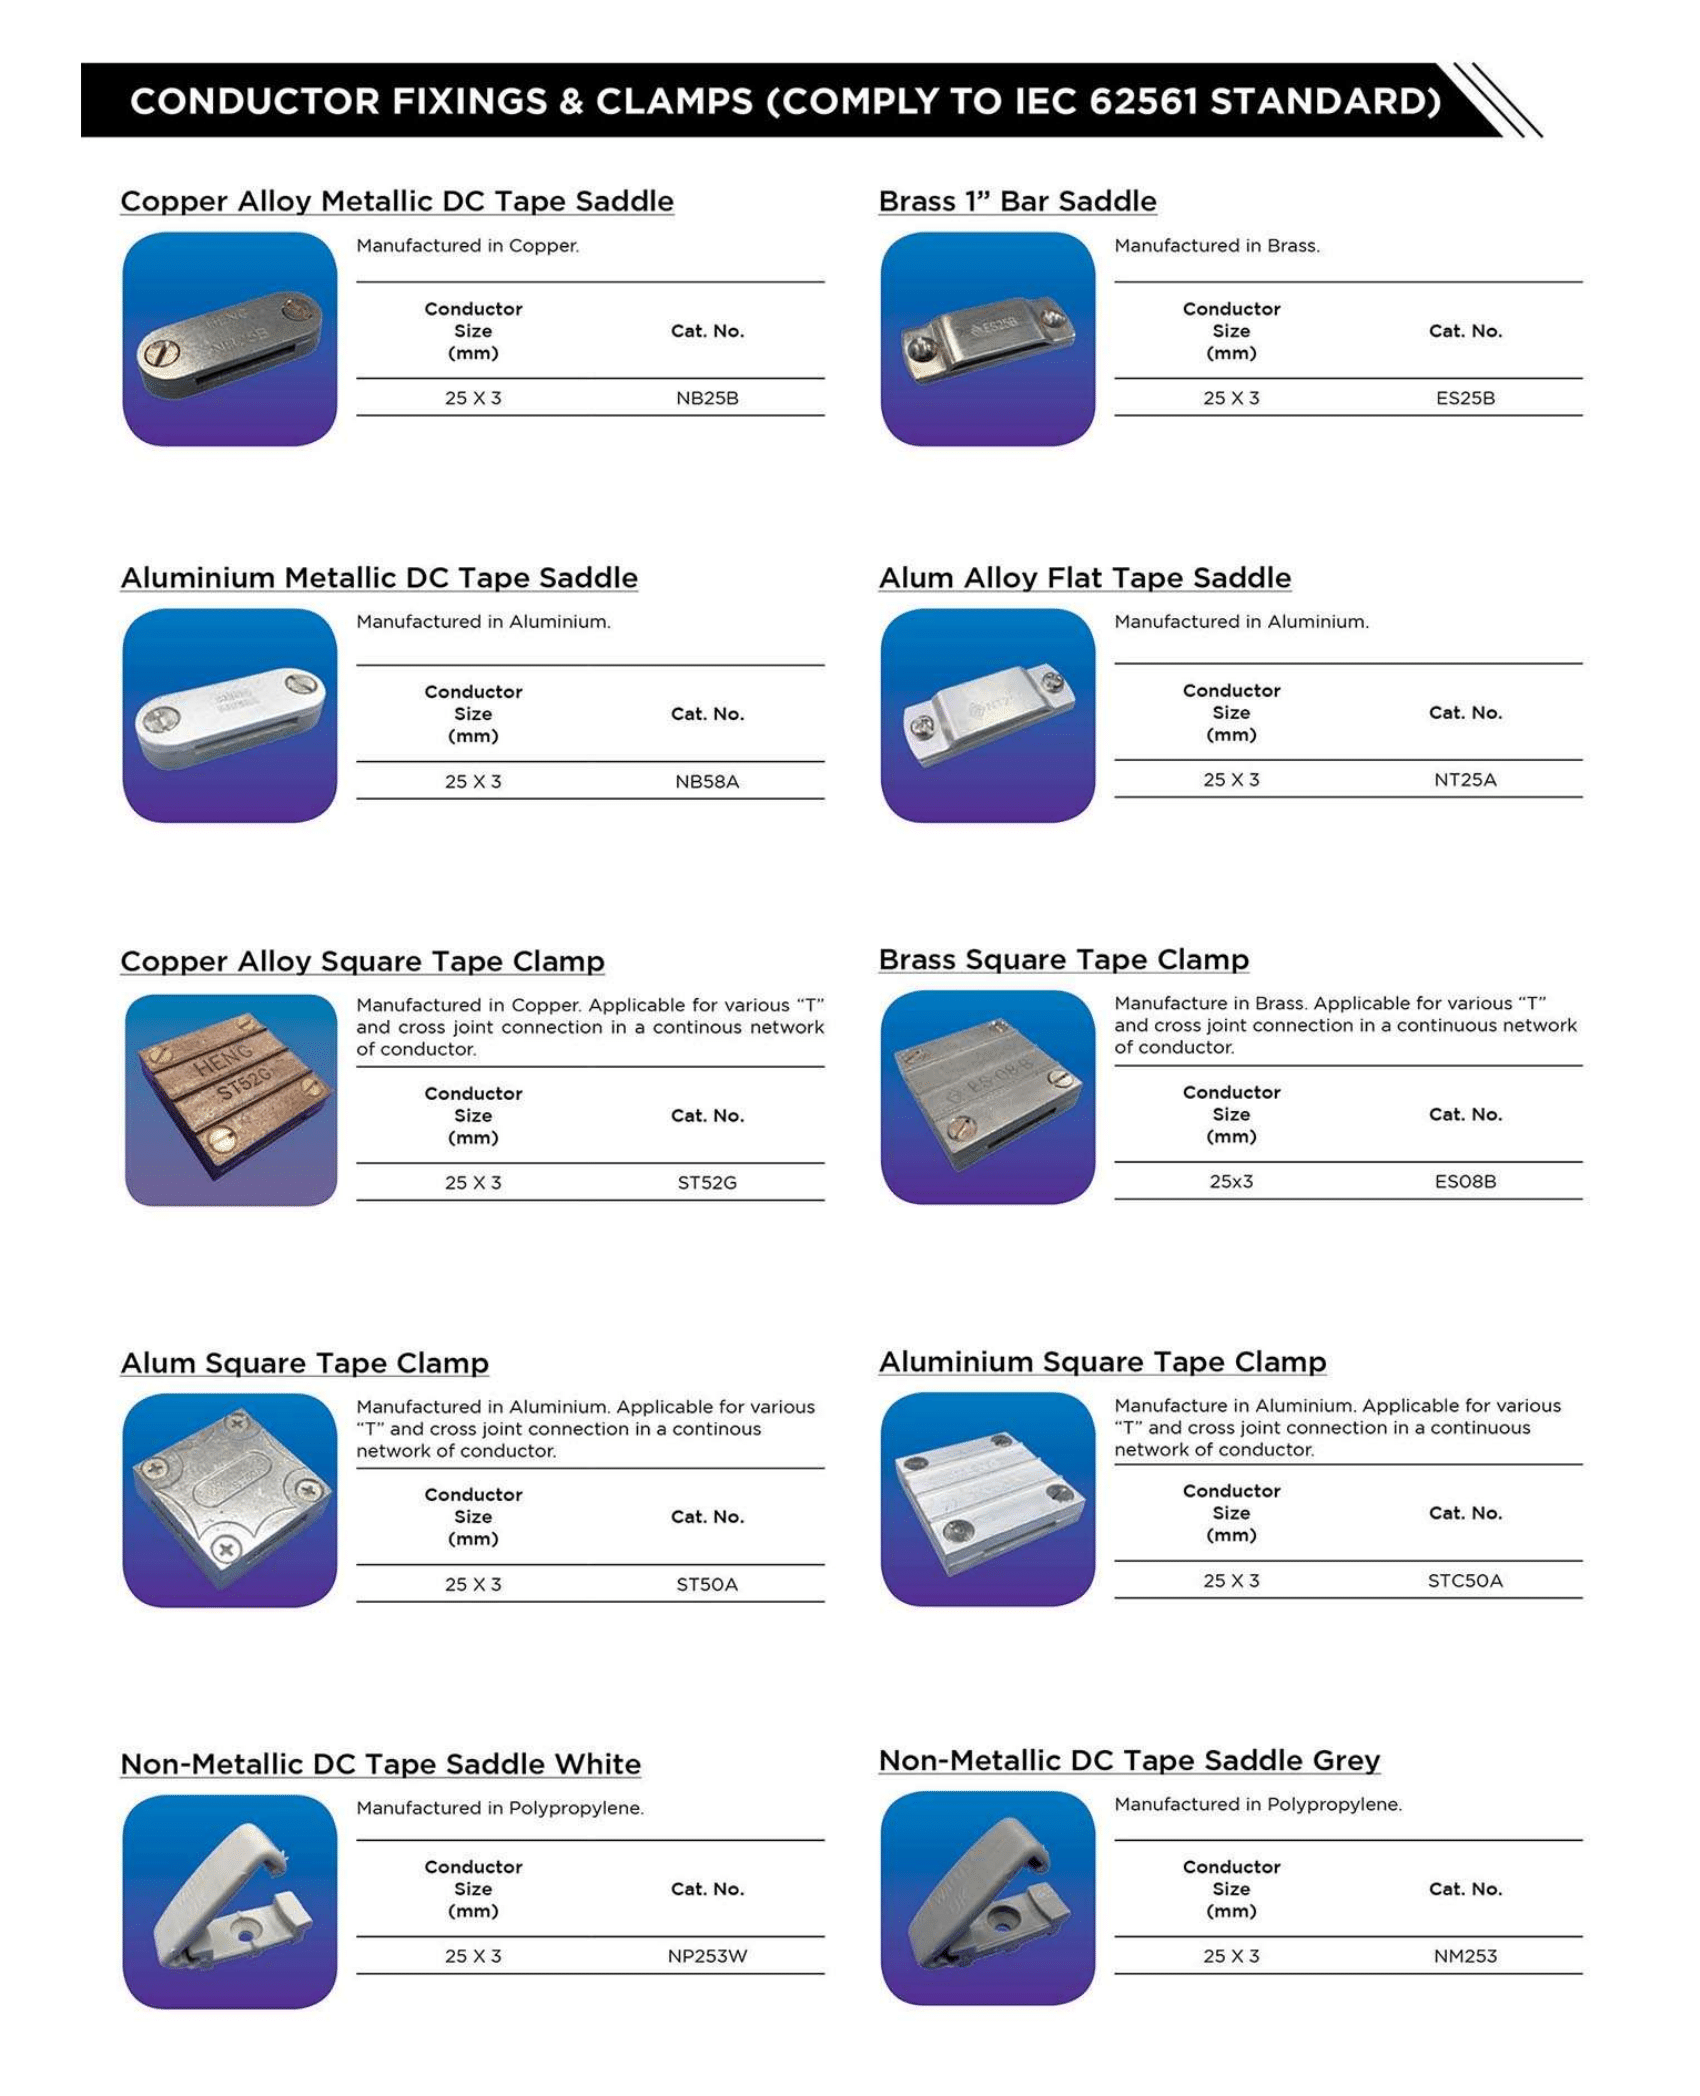 CONDUCTOR FIXINGS & CLAMPS (COMPLY TO IEC 62561 STANDARD)
Copper Alloy Metallic DC Tape Saddle
HENG
Manufactured in Copper.
Conductor
Size
(mm)
Cat. No.
25 X 3 NB25B
Brass 1” Bar Saddle
ES25B
Manufactured in Brass.
Conductor
Size
(mm)
Cat. No.
25 X 3 ES25B
Aluminium Metallic DC Tape Saddle
Manufactured in Aluminium.
Conductor
Size
(mm)
Cat. No.
25 X 3 NB58A
Alum Alloy Flat Tape Saddle
Manufactured in Aluminium.
Conductor
Size
(mm)
Cat. No.
25 X 3 NT25A
Copper Alloy Square Tape Clamp
HENG
ST52G
Manufactured in Copper. Applicable for various “T”
and cross joint connection in a continous network
of conductor.
Conductor
Size
(mm)
Cat. No.
25 X 3 ST52G
Brass Square Tape Clamp
Manufacture in Brass. Applicable for various “T”
and cross joint connection in a continuous network
of conductor.
Conductor
Size
(mm)
Cat. No.
25x3 ES08B
Alum Square Tape Clamp
Manufactured in Aluminium. Applicable for various
“T” and cross joint connection in a continous
network of conductor.
Conductor
Size
(mm)
Cat. No.
25 X 3 ST50A
Aluminium Square Tape Clamp
Manufacture in Aluminium. Applicable for various
“T” and cross joint connection in a continuous
network of conductor.
Conductor
Size
(mm)
Cat. No.
25 X 3 STC50A
Non-Metallic DC Tape Saddle White
Manufactured in Polypropylene.
Conductor
Size
(mm)
Cat. No.
25 X 3 NP253W
Non-Metallic DC Tape Saddle Grey
Manufactured in Polypropylene.
Conductor
Size
(mm)
Cat. No.
25 X 3 NM253